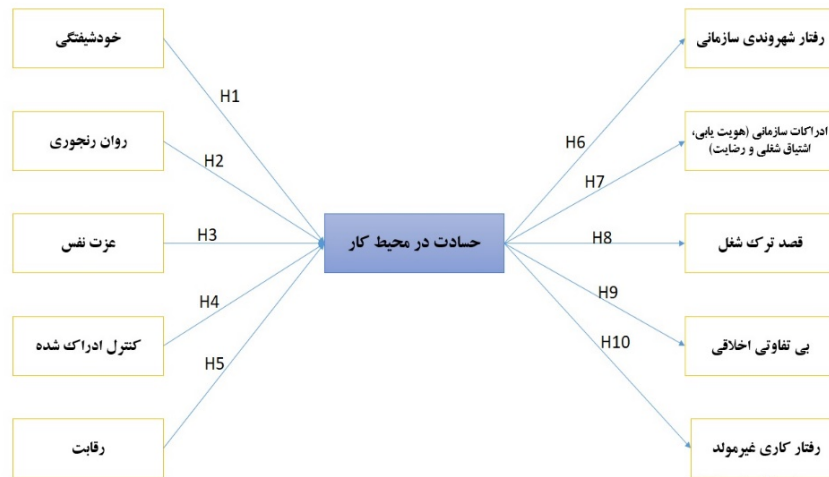 خودشیفتگی
روان رنجوری
عزت نفس
کنترل ادراک شده
رقابت
H1
H2
H3
H4
H5
حسادت در محیط کار
H6
H7
H8
H9
H10
رفتار شهروندی سازمانی
ادراکات سازمانی (هویت یابی،
اشتیاق شغلی و رضایت)
قصد ترک شغل
بی تفاوتی اخلاقی
رفتار کاری غیرمولد